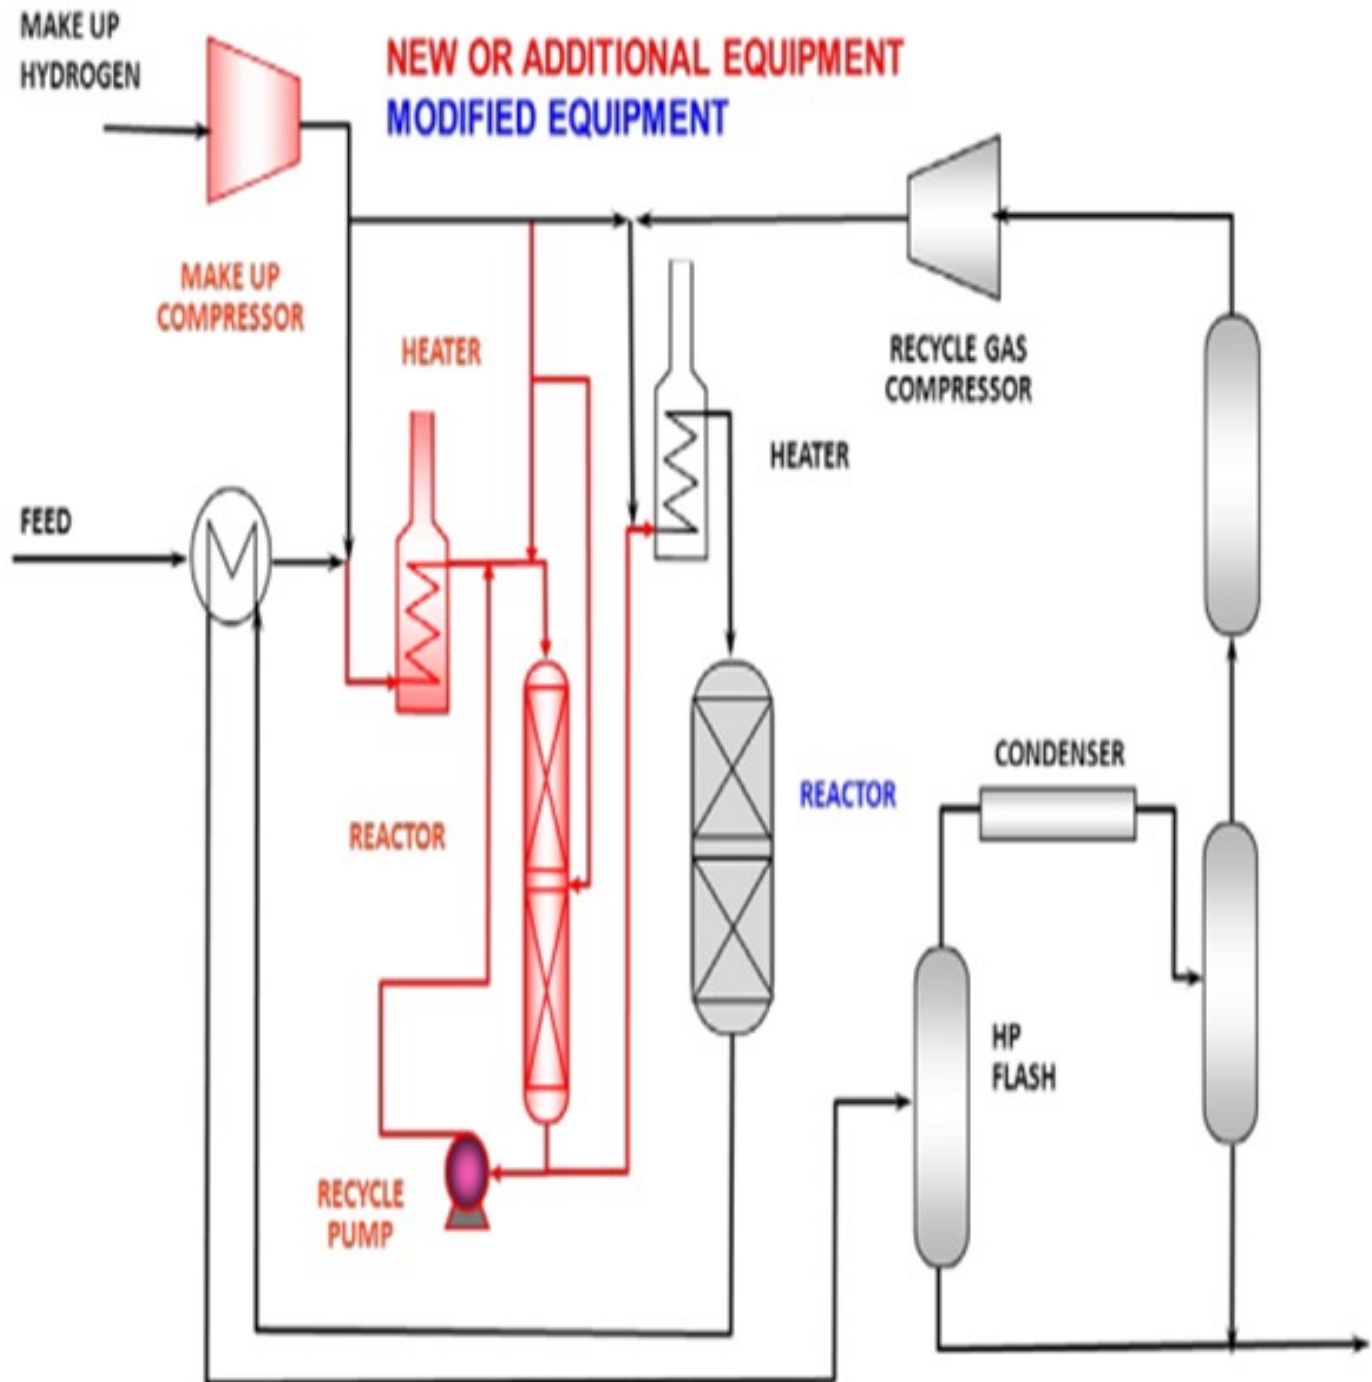 MAKE UP
HYDROGEN
NEW OR ADDITIONAL EQUIPMENT
MODIFIED EQUIPMENT
MAKE UP
COMPRESSOR
HEATER
RECYCLE GAS
COMPRESSOR
HEATER
FEED
CONDENSER
REACTOR
REACTOR
HP
FLASH
RECYCLE
PUMP